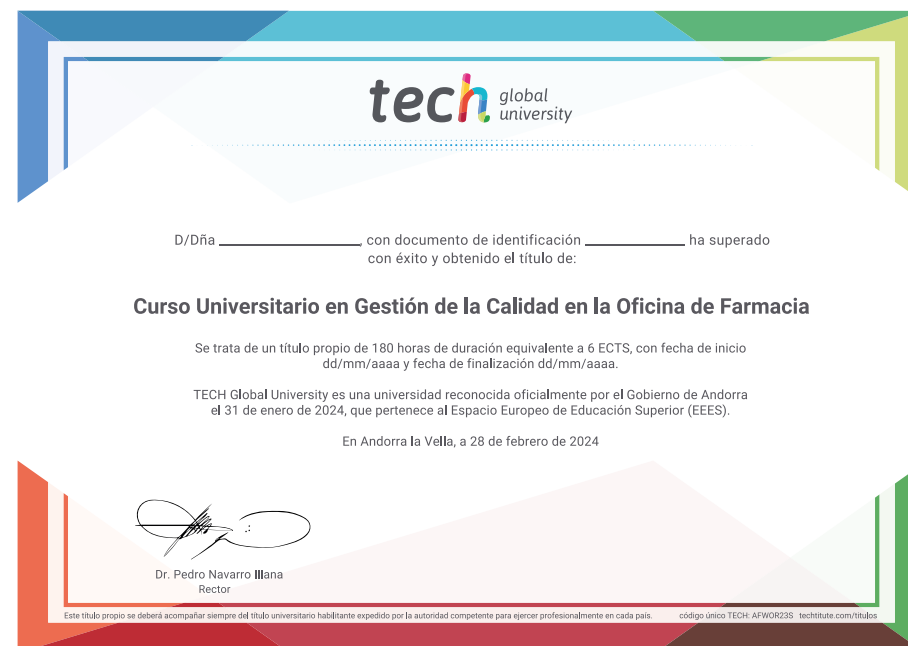 tech global university
D/Dña ____________________, con documento de identificación ______________ ha superado
con éxito y obtenido el título de:
Curso Universitario en Gestión de la Calidad en la Oficina de Farmacia
Se trata de un título propio de 180 horas de duración equivalente a 6 ECTS, con fecha de inicio
dd/mm/aaaa y fecha de finalización dd/mm/aaaa.
TECH Global University es una universidad reconocida oficialmente por el Gobierno de Andorra
el 31 de enero de 2024, que pertenece al Espacio Europeo de Educación Superior (EEES).
En Andorra la Vella, a 28 de febrero de 2024
Dr. Pedro Navarro Illana
Rector
Este título propio se deberá acompañar siempre del título universitario habilitante expedido por la autoridad competente para ejercer profesionalmente en cada país. código único TECH: AFWOR23S techtitute.com/titulos